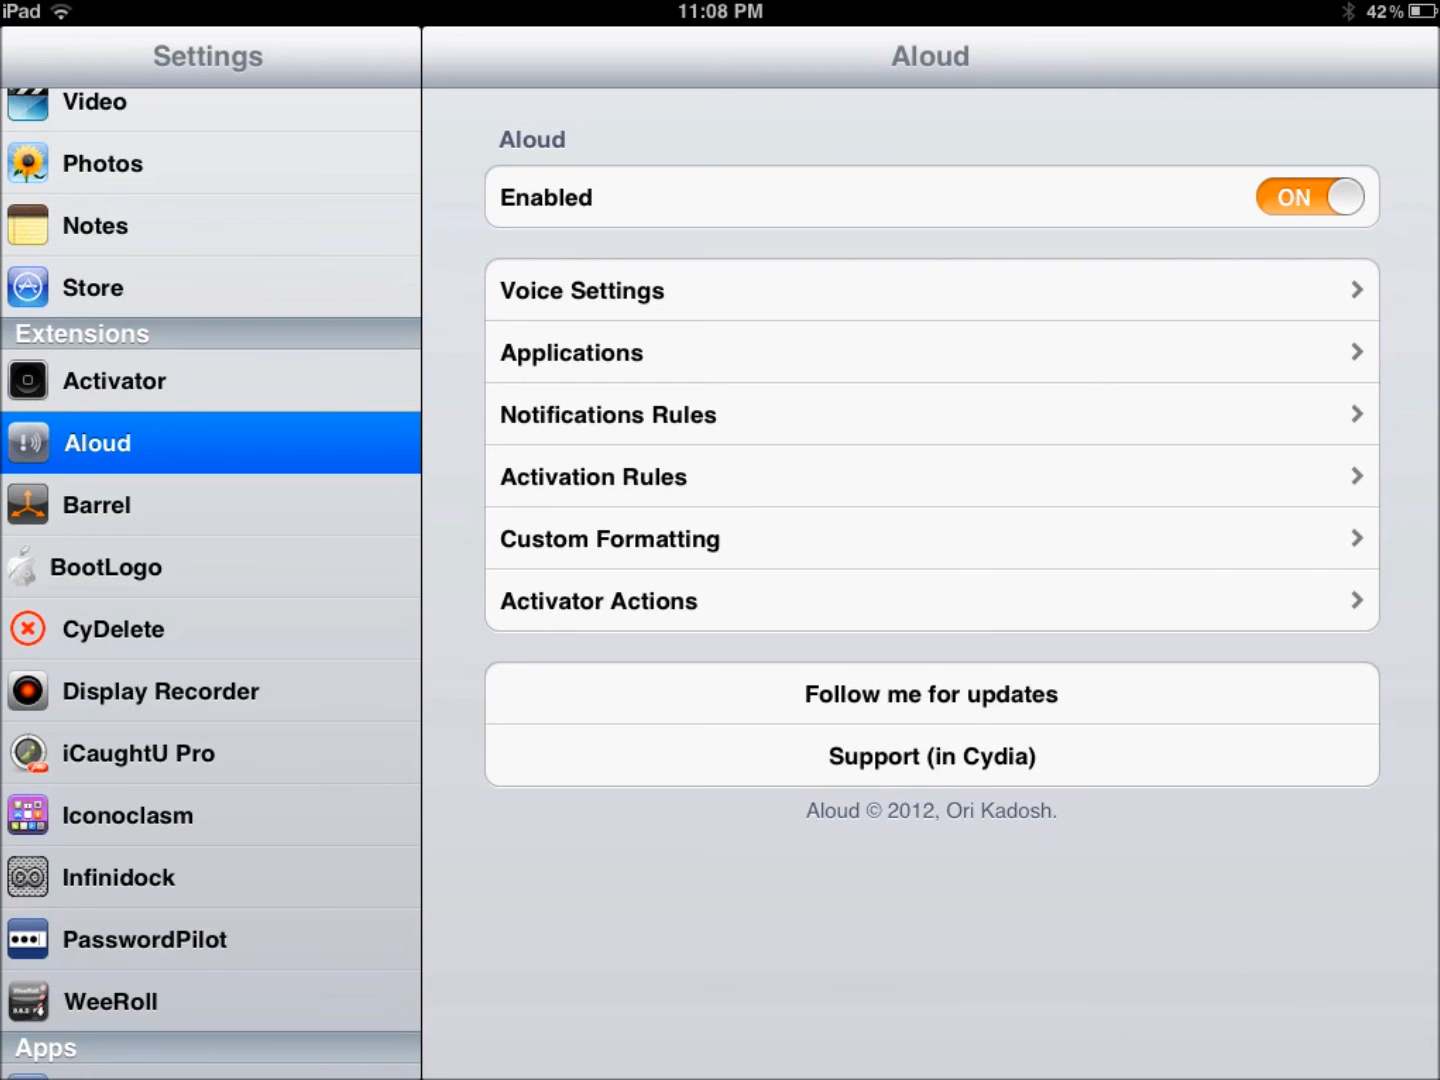 iPad
11:08 PM
42%
Settings
Aloud
Video
Photos
Notes
Store
Extensions
Activator
Aloud
Barrel
BootLogo
CyDelete
Display Recorder
iCaughtU Pro
Iconoclasm
Infinidock
PasswordPilot
WeeRoll
Apps
Aloud
Enabled
ON
Voice Settings
Applications
Notifications Rules
Activation Rules
Custom Formatting
Activator Actions
Follow me for updates
Support (in Cydia)
Aloud © 2012, Ori Kadosh.